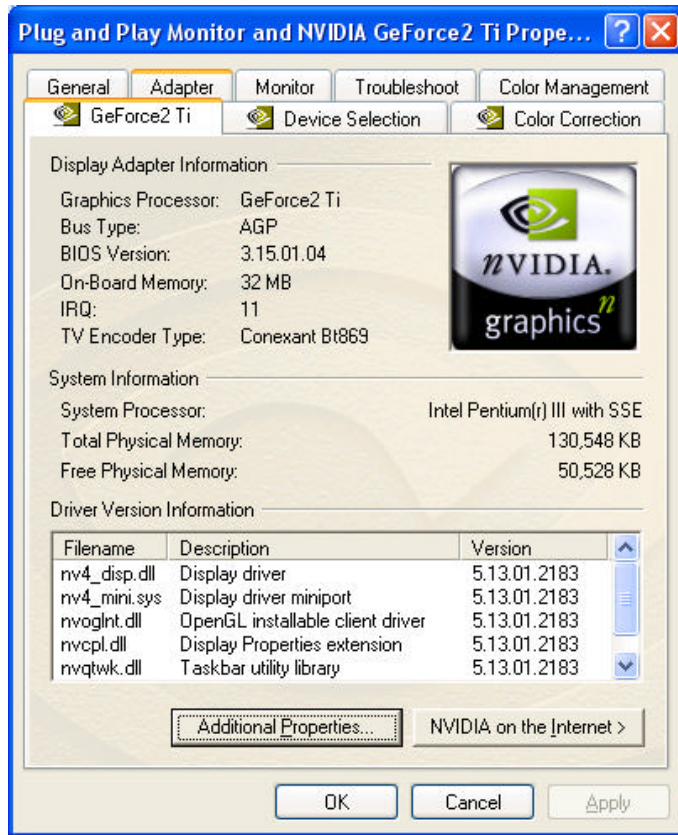 Plug and Play Monitor and NVIDIA GeForce2 Ti Prope...
General Adapter Monitor Troubleshoot Color Management
GeForce2 Ti Device Selection Color Correction
Display Adapter Information
Graphics Processor: GeForce2 Ti
Bus Type: AGP
BIOS Version: 3.15.01.04
On-Board Memory: 32 MB
IRQ: 11
TV Encoder Type: Conexant Bt869
nVIDIA.
graphics n
System Information
System Processor: Intel Pentium(r) III with SSE
Total Physical Memory: 130,548 KB
Free Physical Memory: 50,528 KB
Driver Version Information
Filename Description Version
nv4_disp.dll Display driver 5.13.01.2183
nv4_mini.sys Display driver miniport 5.13.01.2183
nvoglnt.dll OpenGL installable client driver 5.13.01.2183
nvcpl.dll Display Properties extension 5.13.01.2183
nvqtwk.dll Taskbar utility library 5.13.01.2183
Additional Properties... NVIDIA on the Internet >
OK Cancel Apply